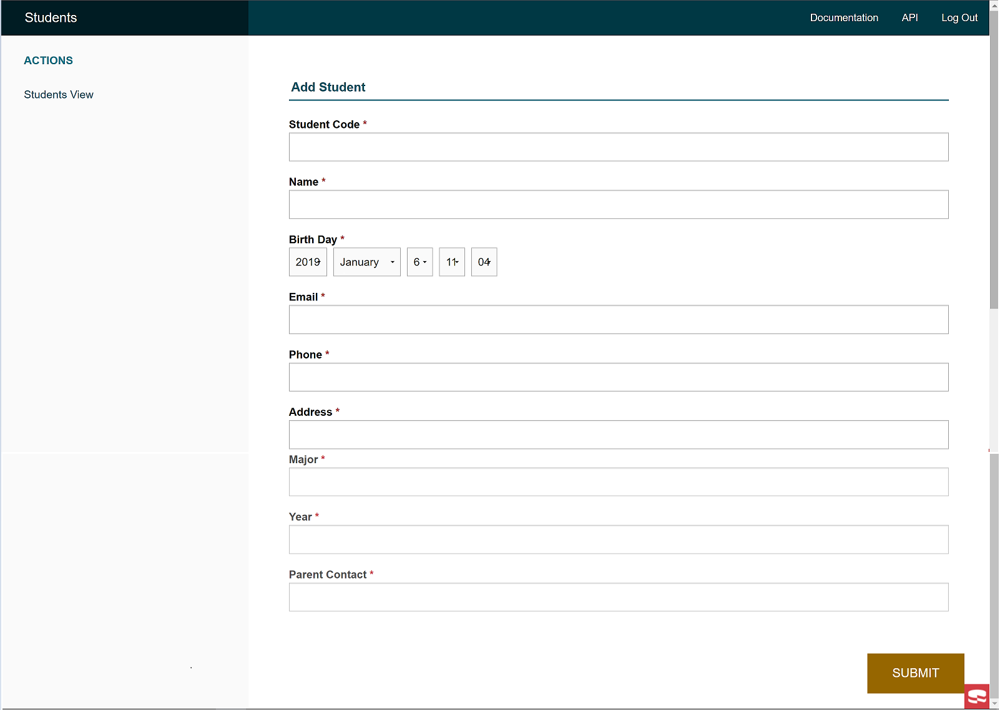 Students
Documentation API Log Out
ACTIONS
Students View
Add Student
Student Code *
Name *
Birth Day *
2019 January 6 11 04
Email *
Phone *
Address *
Major *
Year *
Parent Contact *
SUBMIT